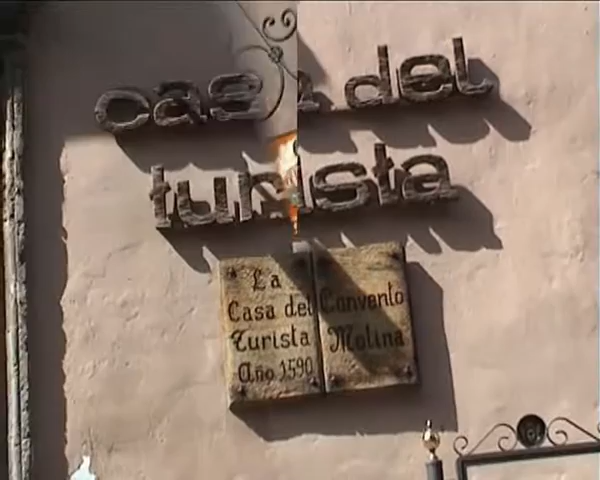 casa del
turista
La
Casa del
Turista
Año 1590
Convento
Molina